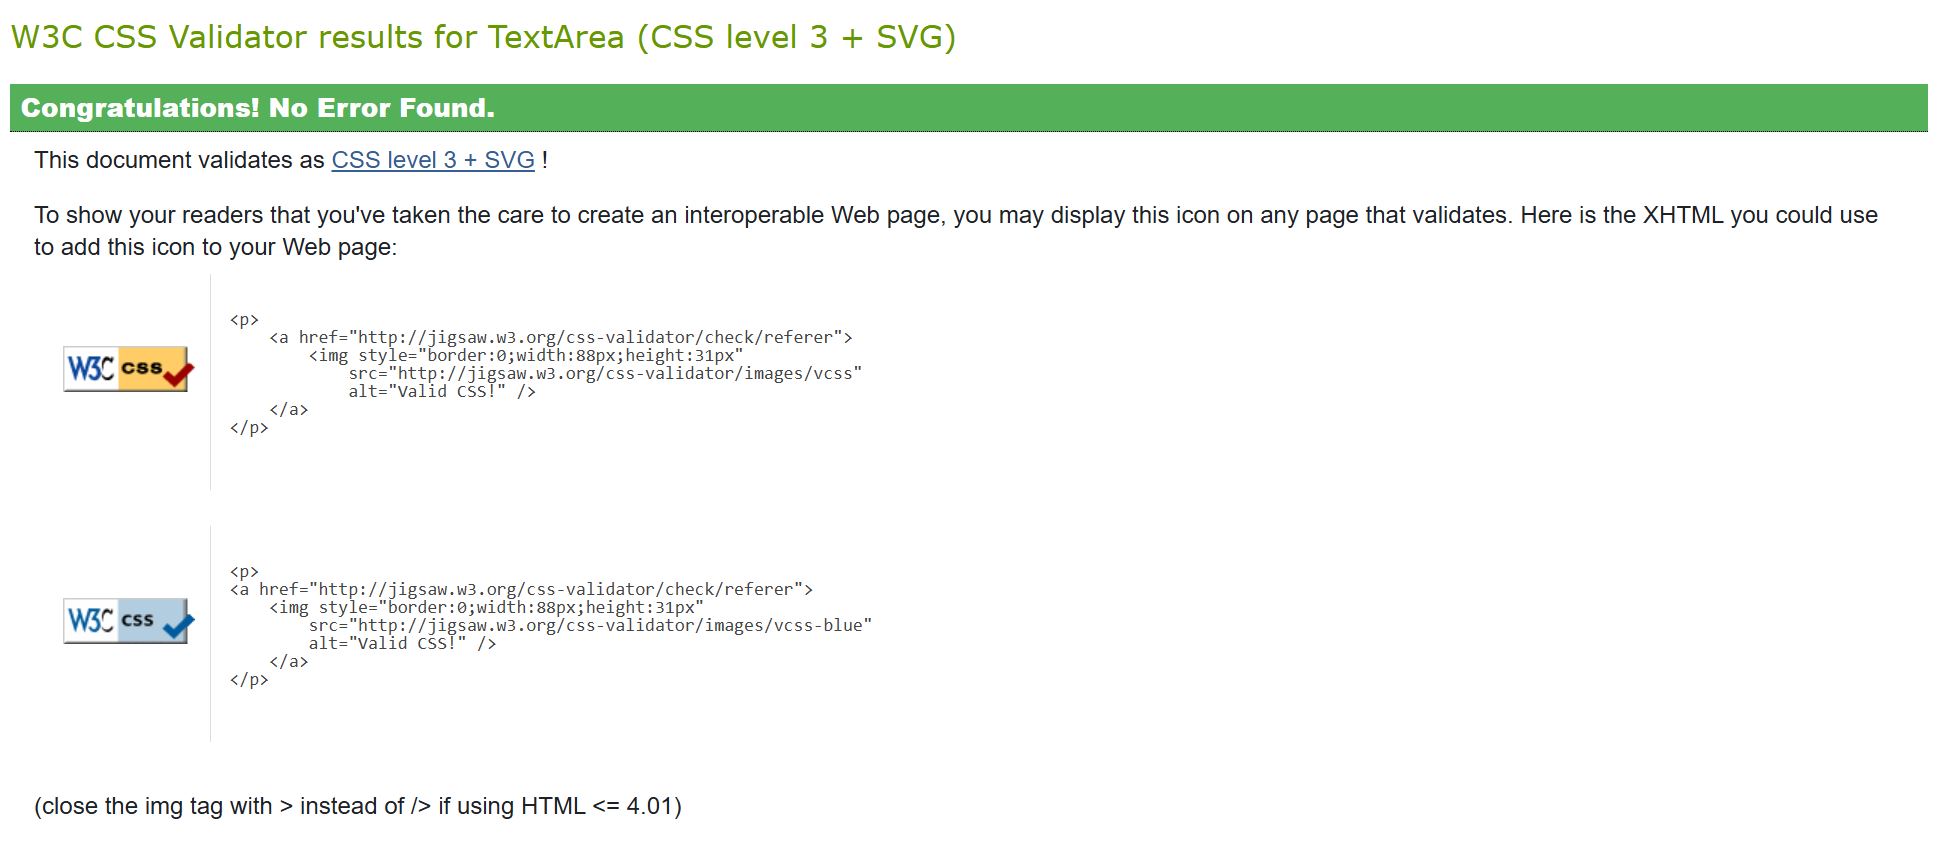 W3C CSS Validator results for TextArea (CSS level 3 + SVG)
Congratulations! No Error Found.
This document validates as CSS level 3 + SVG !
To show your readers that you've taken the care to create an interoperable Web page, you may display this icon on any page that validates. Here is the XHTML you could use
to add this icon to your Web page:
<p>
<a href="http://jigsaw.w3.org/css-validator/check/referer">
<img style="border:0;width:88px;height:31px"
W3C css
src="http://jigsaw.w3.org/css-validator/images/vcss"
alt="Valid CSS!" />
</a>
</p>
<p>
<a href="http://jigsaw.w3.org/css-validator/check/referer">
<img style="border:0;width:88px;height:31px"
W3C css
src="http://jigsaw.w3.org/css-validator/images/vcss-blue"
alt="Valid CSS!" />
</a>
</p>
(close the img tag with > instead of /> if using HTML <= 4.01)